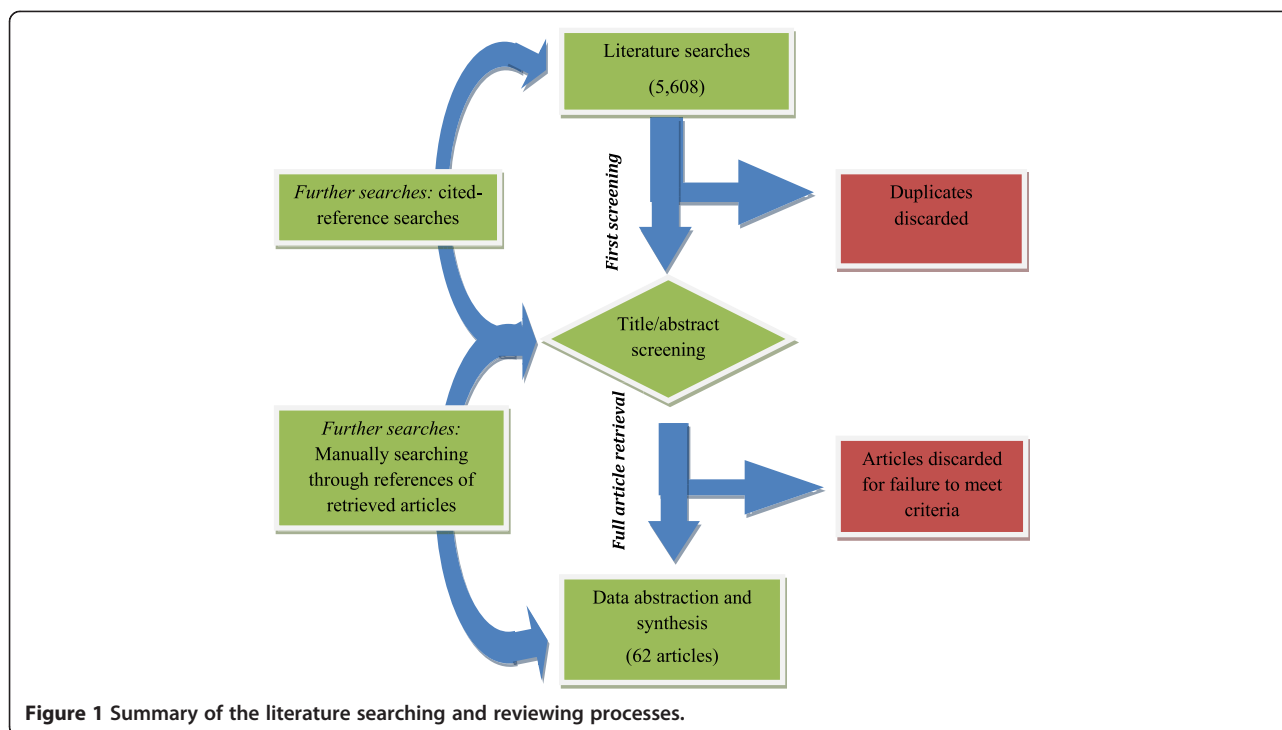 Literature searches
(5,608)
First screening
Further searches: cited-
reference searches
Duplicates
discarded
Title/abstract
screening
Further searches:
Manually searching
through references of
retrieved articles
Full article retrieval
Articles discarded
for failure to meet
criteria
Data abstraction and
synthesis
(62 articles)
Figure 1 Summary of the literature searching and reviewing processes.